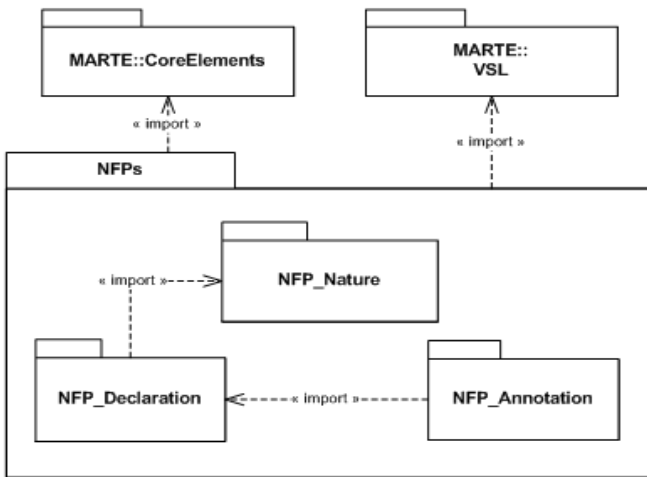 MARTE::CoreElements
MARTE::
VSL
« import »
« import »
NFPs
NFP_Nature
« import »
NFP_Declaration
« import »
NFP_Annotation